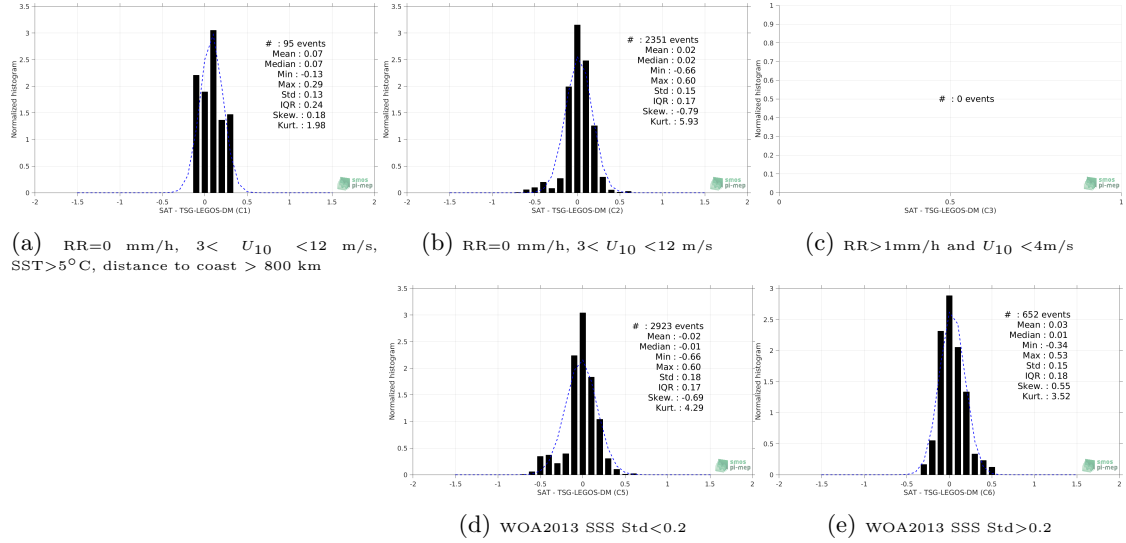 3.5
3
2.5
2
1.5
1
0.5
0
-2
-1.5
-1
-0.5
0
0.5
1
1.5
2
Normalized histogram
# : 95 events
Mean : 0.07
Median : 0.07
Min : -0.13
Max : 0.29
Std : 0.13
IQR : 0.24
Skew. : 0.18
Kurt. : 1.98
smos
pi-mep
SAT - TSG-LEGOS-DM (C1)
(a) RR=0 mm/h, 3< U10 <12 m/s,
SST>5°C, distance to coast > 800 km
3.5
3
2.5
2
1.5
1
0.5
0
-2
-1.5
-1
-0.5
0
0.5
1
1.5
2
Normalized histogram
# : 2351 events
Mean : 0.02
Median : 0.02
Min : -0.66
Max : 0.60
Std : 0.15
IQR : 0.17
Skew. : -0.79
Kurt. : 5.93
smos
pi-mep
SAT - TSG-LEGOS-DM (C2)
(b) RR=0 mm/h, 3< U10 <12 m/s
1
0.9
0.8
0.7
0.6
0.5
0.4
0.3
0.2
0.1
0
0
0.5
1
Normalized histogram
# : 0 events
smos
pi-mep
SAT - TSG-LEGOS-DM (C3)
(c) RR>1mm/h and U10 <4m/s
3.5
3
2.5
2
1.5
1
0.5
0
-2
-1.5
-1
-0.5
0
0.5
1
1.5
2
Normalized histogram
# : 2923 events
Mean : -0.02
Median : -0.01
Min : -0.66
Max : 0.60
Std : 0.18
IQR : 0.17
Skew. : -0.69
Kurt. : 4.29
smos
pi-mep
SAT - TSG-LEGOS-DM (C5)
(d) WOA2013 SSS Std<0.2
3
2.5
2
1.5
1
0.5
0
-2
-1.5
-1
-0.5
0
0.5
1
1.5
2
Normalized histogram
# : 652 events
Mean : 0.03
Median : 0.01
Min : -0.34
Max : 0.53
Std : 0.15
IQR : 0.18
Skew. : 0.55
Kurt. : 3.52
smos
pi-mep
SAT - TSG-LEGOS-DM (C6)
(e) WOA2013 SSS Std>0.2